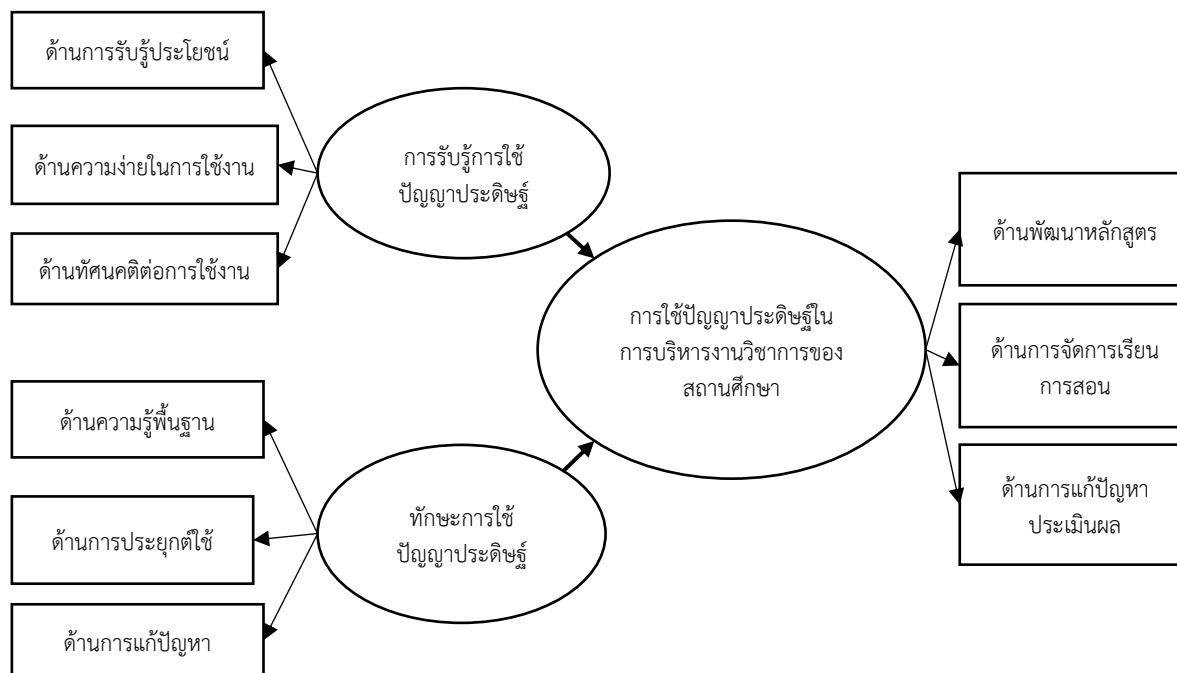 ด้านการรับรู้ประโยชน์
ด้านความง่ายในการใช้งาน
ด้านทัศนคติต่อการใช้งาน
การรับรู้การใช้
ปัญญาประดิษฐ์
ด้านความรู้พื้นฐาน
ด้านการประยุกต์ใช้
ด้านการแก้ปัญหา
ทักษะการใช้
ปัญญาประดิษฐ์
การใช้ปัญญาประดิษฐ์ใน
การบริหารงานวิชาการของ
สถานศึกษา
ด้านพัฒนาหลักสูตร
ด้านการจัดการเรียน
การสอน
ด้านการแก้ปัญหา
ประเมินผล